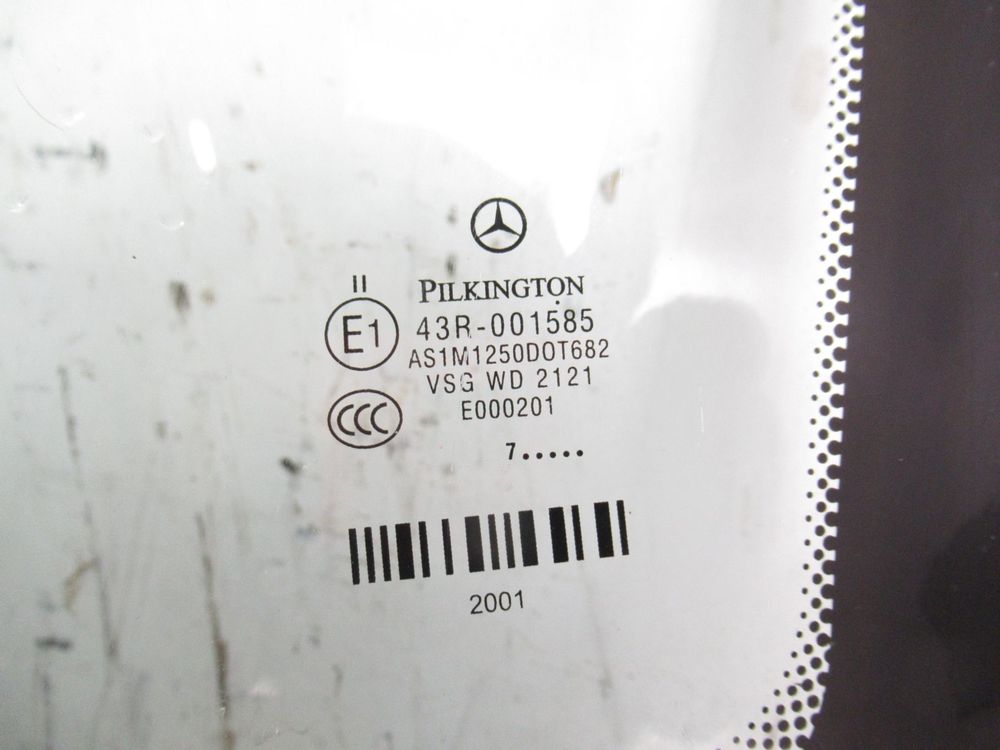 PILKINGTON
II
E1
43R-001585
AS1M1250DOT682
VSG WD 2121
CCC
E000201
7.....
2001